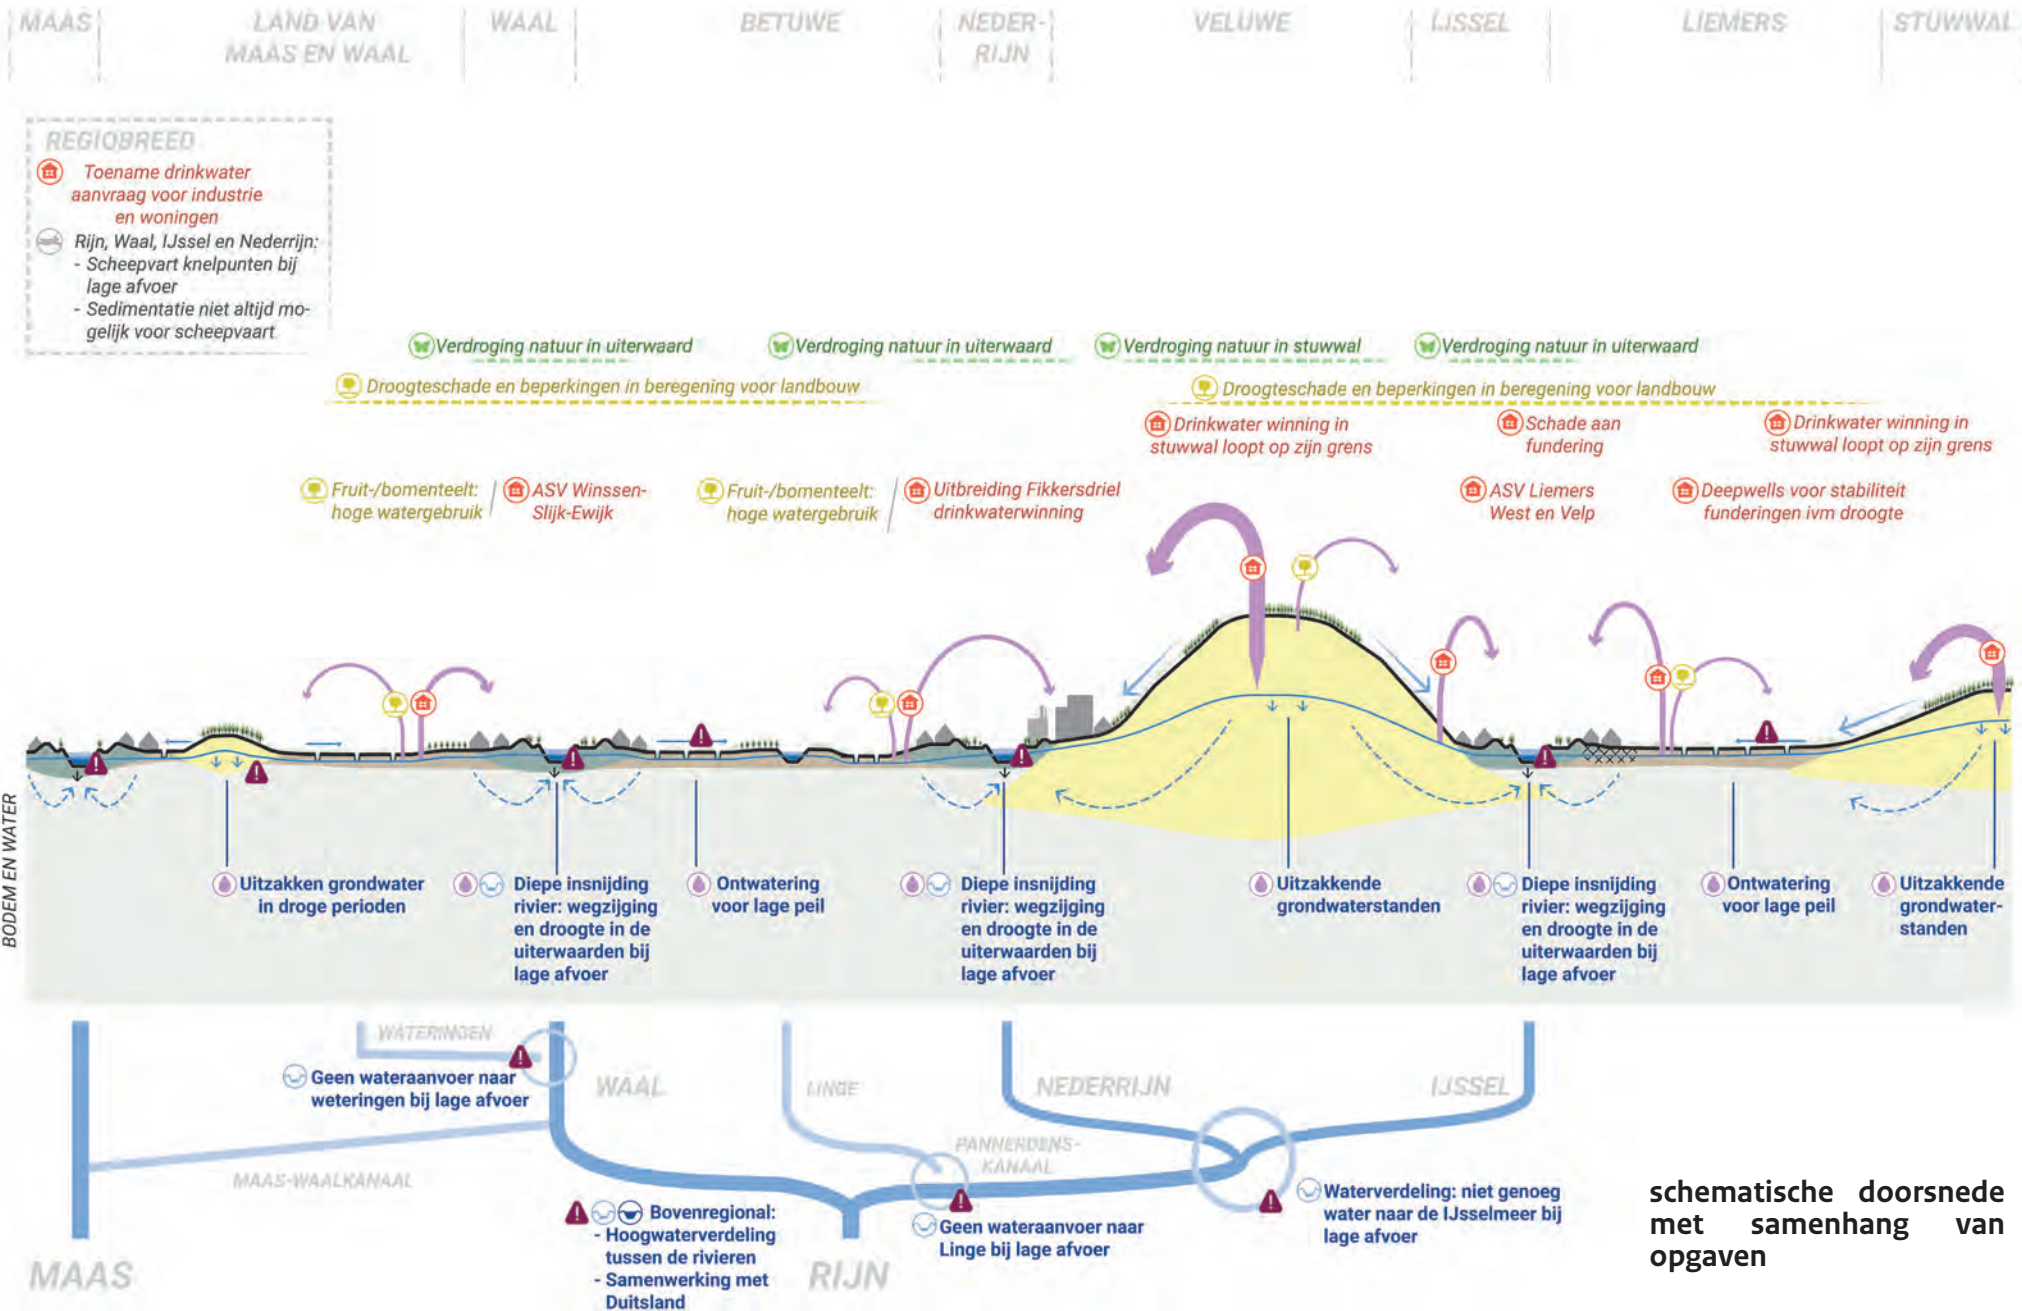 MAAS
LAND VAN
MAAS EN WAAL
WAAL
BETUWE
NEDER-
RIJN
VELUWE
IJSSEL
LIEMERS
STUWWAL
REGIOBREED
Toename drinkwater
aanvraag voor industrie
en woningen
Rijn, Waal, IJssel en Nederrijn:
- Scheepvart knelpunten bij
lage afvoer
- Sedimentatie niet altijd mo-
gelijk voor scheepvaart
Verdroging natuur in uiterwaard
Verdroging natuur in uiterwaard
Verdroging natuur in stuwwal
Verdroging natuur in uiterwaard
Droogteschade en beperkingen in beregening voor landbouw
Droogteschade en beperkingen in beregening voor landbouw
Drinkwater winning in
stuwwal loopt op zijn grens
Schade aan
fundering
Drinkwater winning in
stuwwal loopt op zijn grens
Fruit-/bomenteelt:
hoge watergebruik
ASV Winssen-
Slijk-Ewijk
Fruit-/bomenteelt:
hoge watergebruik
Uitbreiding Fikkersdriel
drinkwaterwinning
ASV Liemers
West en Velp
Deepwells voor stabiliteit
funderingen ivm droogte
BODEM EN WATER
Uitzakken grondwater
in droge perioden
Diepe insnijding
rivier: wegzijging
en droogte in de
uiterwaarden bij
lage afvoer
Ontwatering
voor lage peil
Diepe insnijding
rivier: wegzijging
en droogte in de
uiterwaarden bij
lage afvoer
Uitzakkende
grondwaterstanden
Diepe insnijding
rivier: wegzijging
en droogte in de
uiterwaarden bij
lage afvoer
Ontwatering
voor lage peil
Uitzakkende
grondwater-
standen
WATERINGEN
Geen wateraanvoer naar
weteringen bij lage afvoer
WAAL
LINGE
NEDERRIJN
IJSSEL
PANNERDENS-
KANAAL
MAAS-WAALKANAAL
Bovenregional:
- Hoogwaterverdeling
tussen de rivieren
- Samenwerking met
Duitsland
Geen wateraanvoer naar
Linge bij lage afvoer
Waterverdeling: niet genoeg
water naar de IJsselmeer bij
lage afvoer
MAAS
RIJN
schematische doorsnede
met samenhang van
opgaven